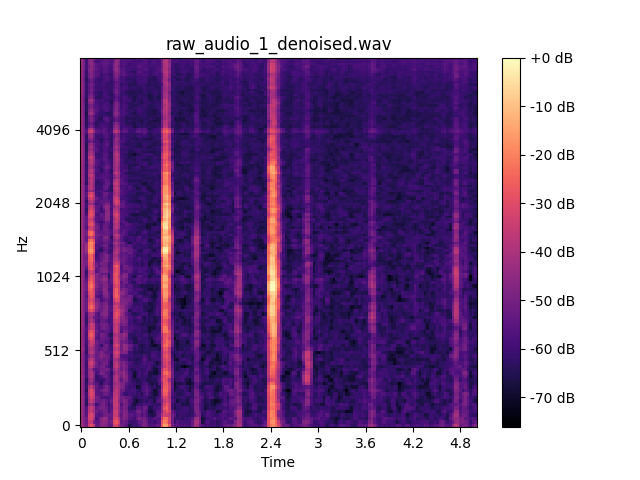 raw_audio_1_denoised.wav
+0 dB
-10 dB
-20 dB
-30 dB
-40 dB
-50 dB
-60 dB
-70 dB
Hz
4096
2048
1024
512
0
0 0.6 1.2 1.8 2.4 3 3.6 4.2 4.8
Time